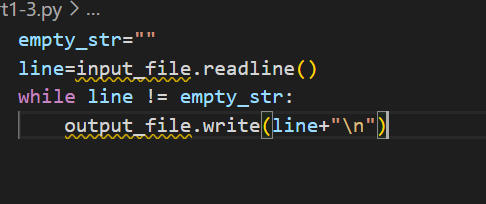 t1-3.py > ...
empty_str=""
line=input_file.readline()
while line != empty_str:
    output_file.write(line+"\n")